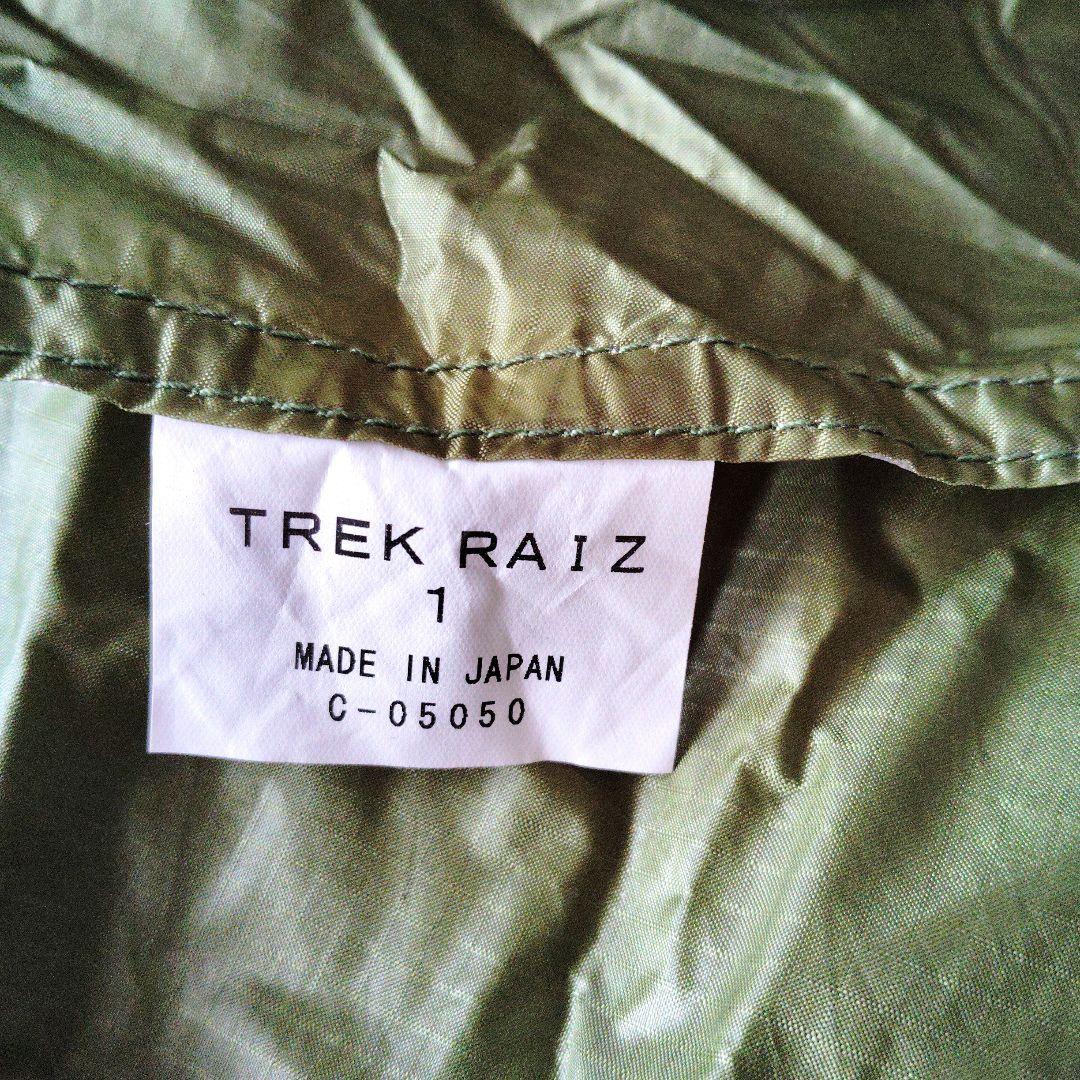 TREK RAIZ
1
MADE IN JAPAN
C-05050